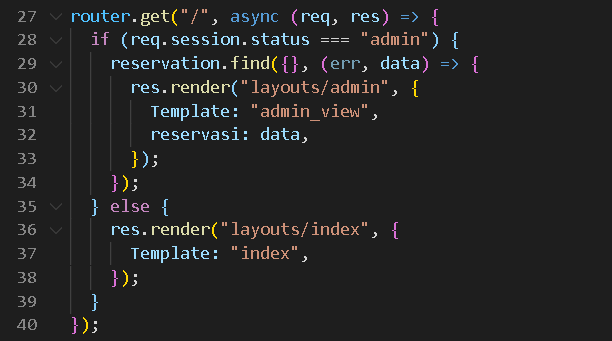 27 router.get("/", async (req, res) => {
28 if (req.session.status === "admin") {
29 reservation.find({}, (err, data) => {
30 res.render("layouts/admin", {
31 Template: "admin_view",
32 reservasi: data,
33 });
34 });
35 } else {
36 res.render("layouts/index", {
37 Template: "index",
38 });
39 }
40 });